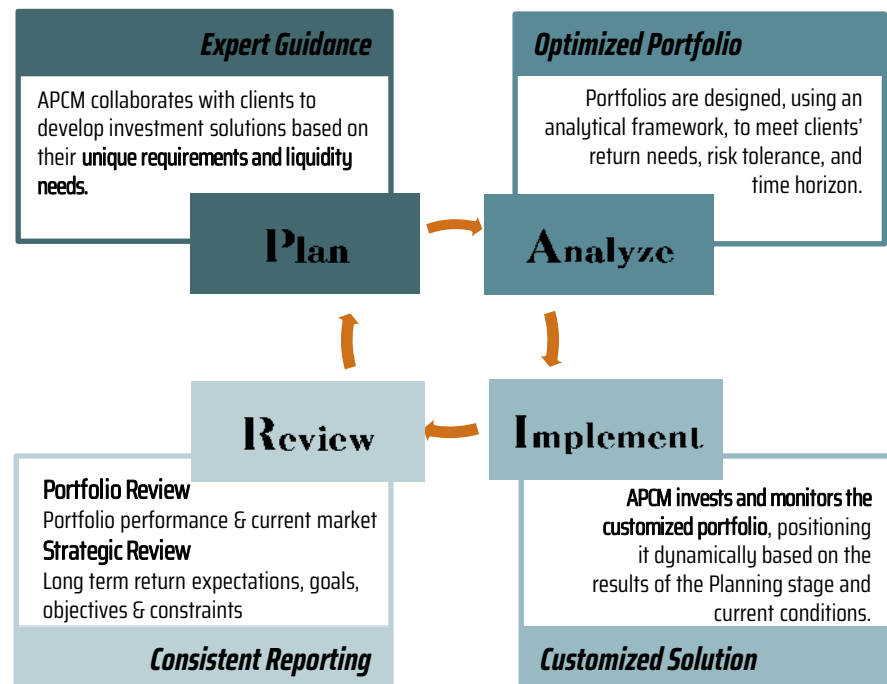 Expert Guidance
APCM collaborates with clients to
develop investment solutions based on
their unique requirements and liquidity
needs.
Plan
Optimized Portfolio
Portfolios are designed, using an
analytical framework, to meet clients’
return needs, risk tolerance, and
time horizon.
Analyze
Review
Portfolio Review
Portfolio performance & current market
Strategic Review
Long term return expectations, goals,
objectives & constraints
Consistent Reporting
Implement
APCM invests and monitors the
customized portfolio, positioning
it dynamically based on the
results of the Planning stage and
current conditions.
Customized Solution